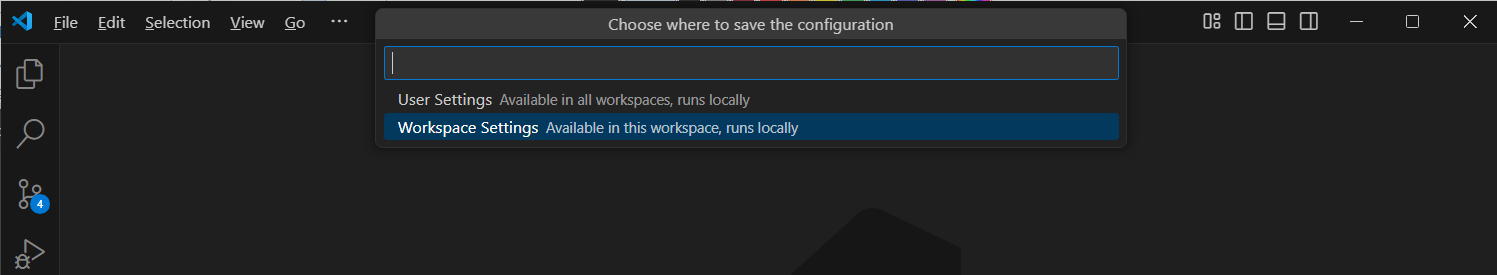 File Edit Selection View Go ···
Choose where to save the configuration
User Settings Available in all workspaces, runs locally
Workspace Settings Available in this workspace, runs locally
4